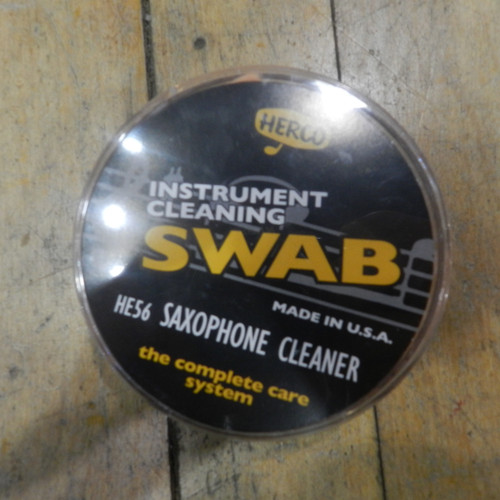 HERCO
INSTRUMENT
CLEANING
SWAB
MADE IN U.S.A.
HE56 SAXOPHONE CLEANER
the complete care
system